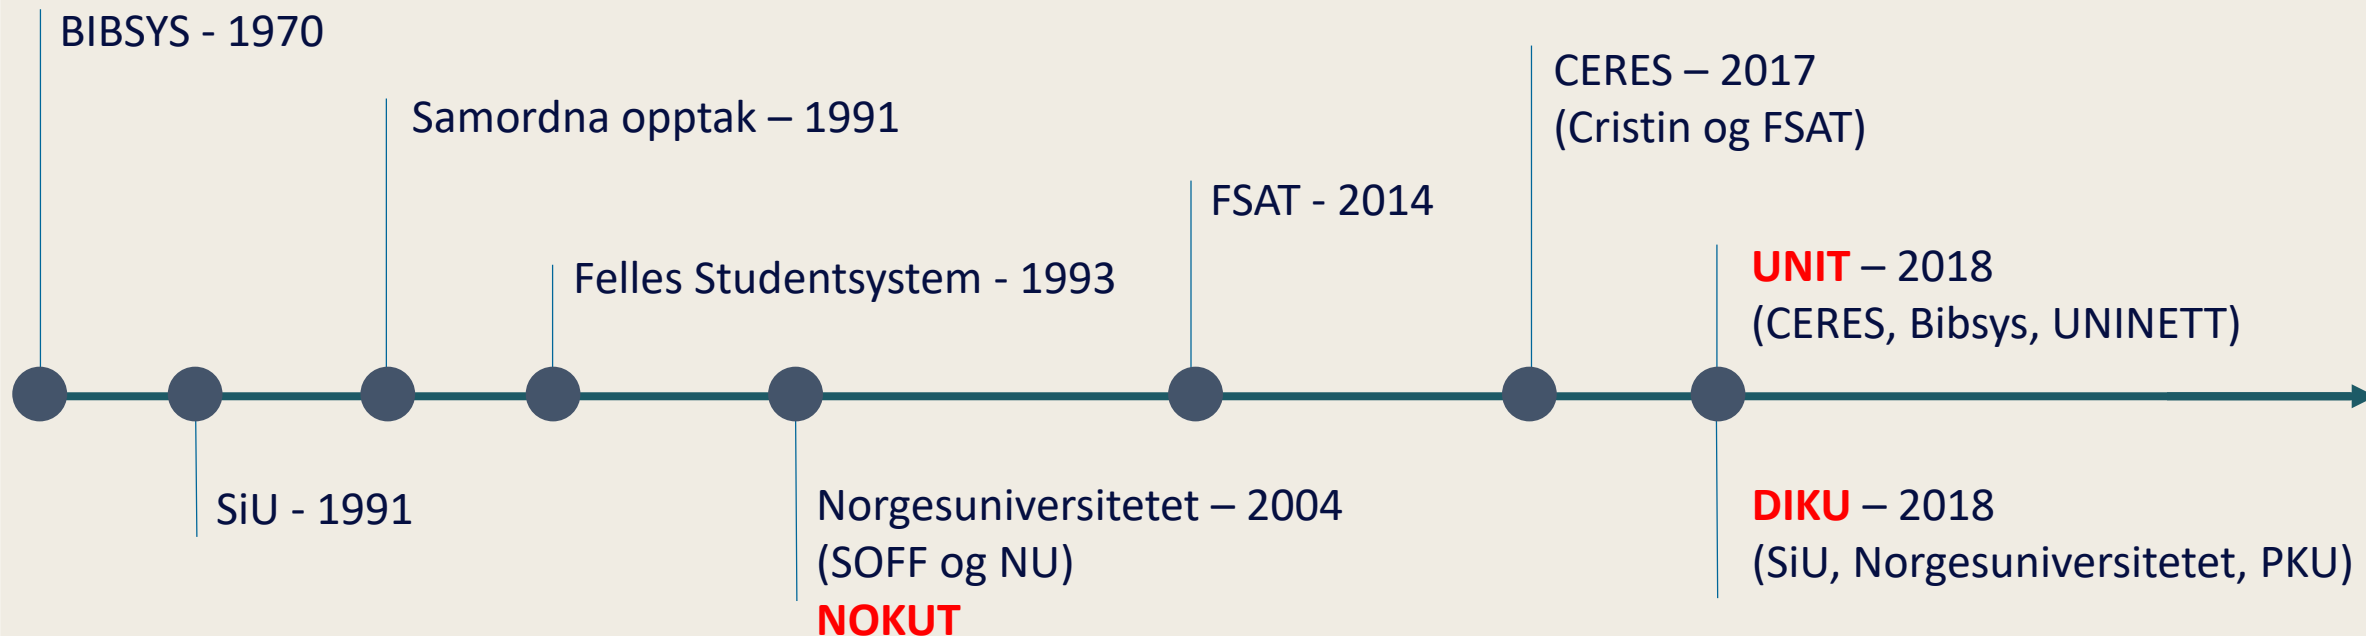 BIBSYS - 1970
SiU - 1991
Samordna opptak – 1991
Felles Studentsystem - 1993
Norgesuniversitetet – 2004
(SOFF og NU)
NOKUT
FSAT - 2014
CERES – 2017
(Cristin og FSAT)
UNIT – 2018
(CERES, Bibsys, UNINETT)
DIKU – 2018
(SiU, Norgesuniversitetet, PKU)